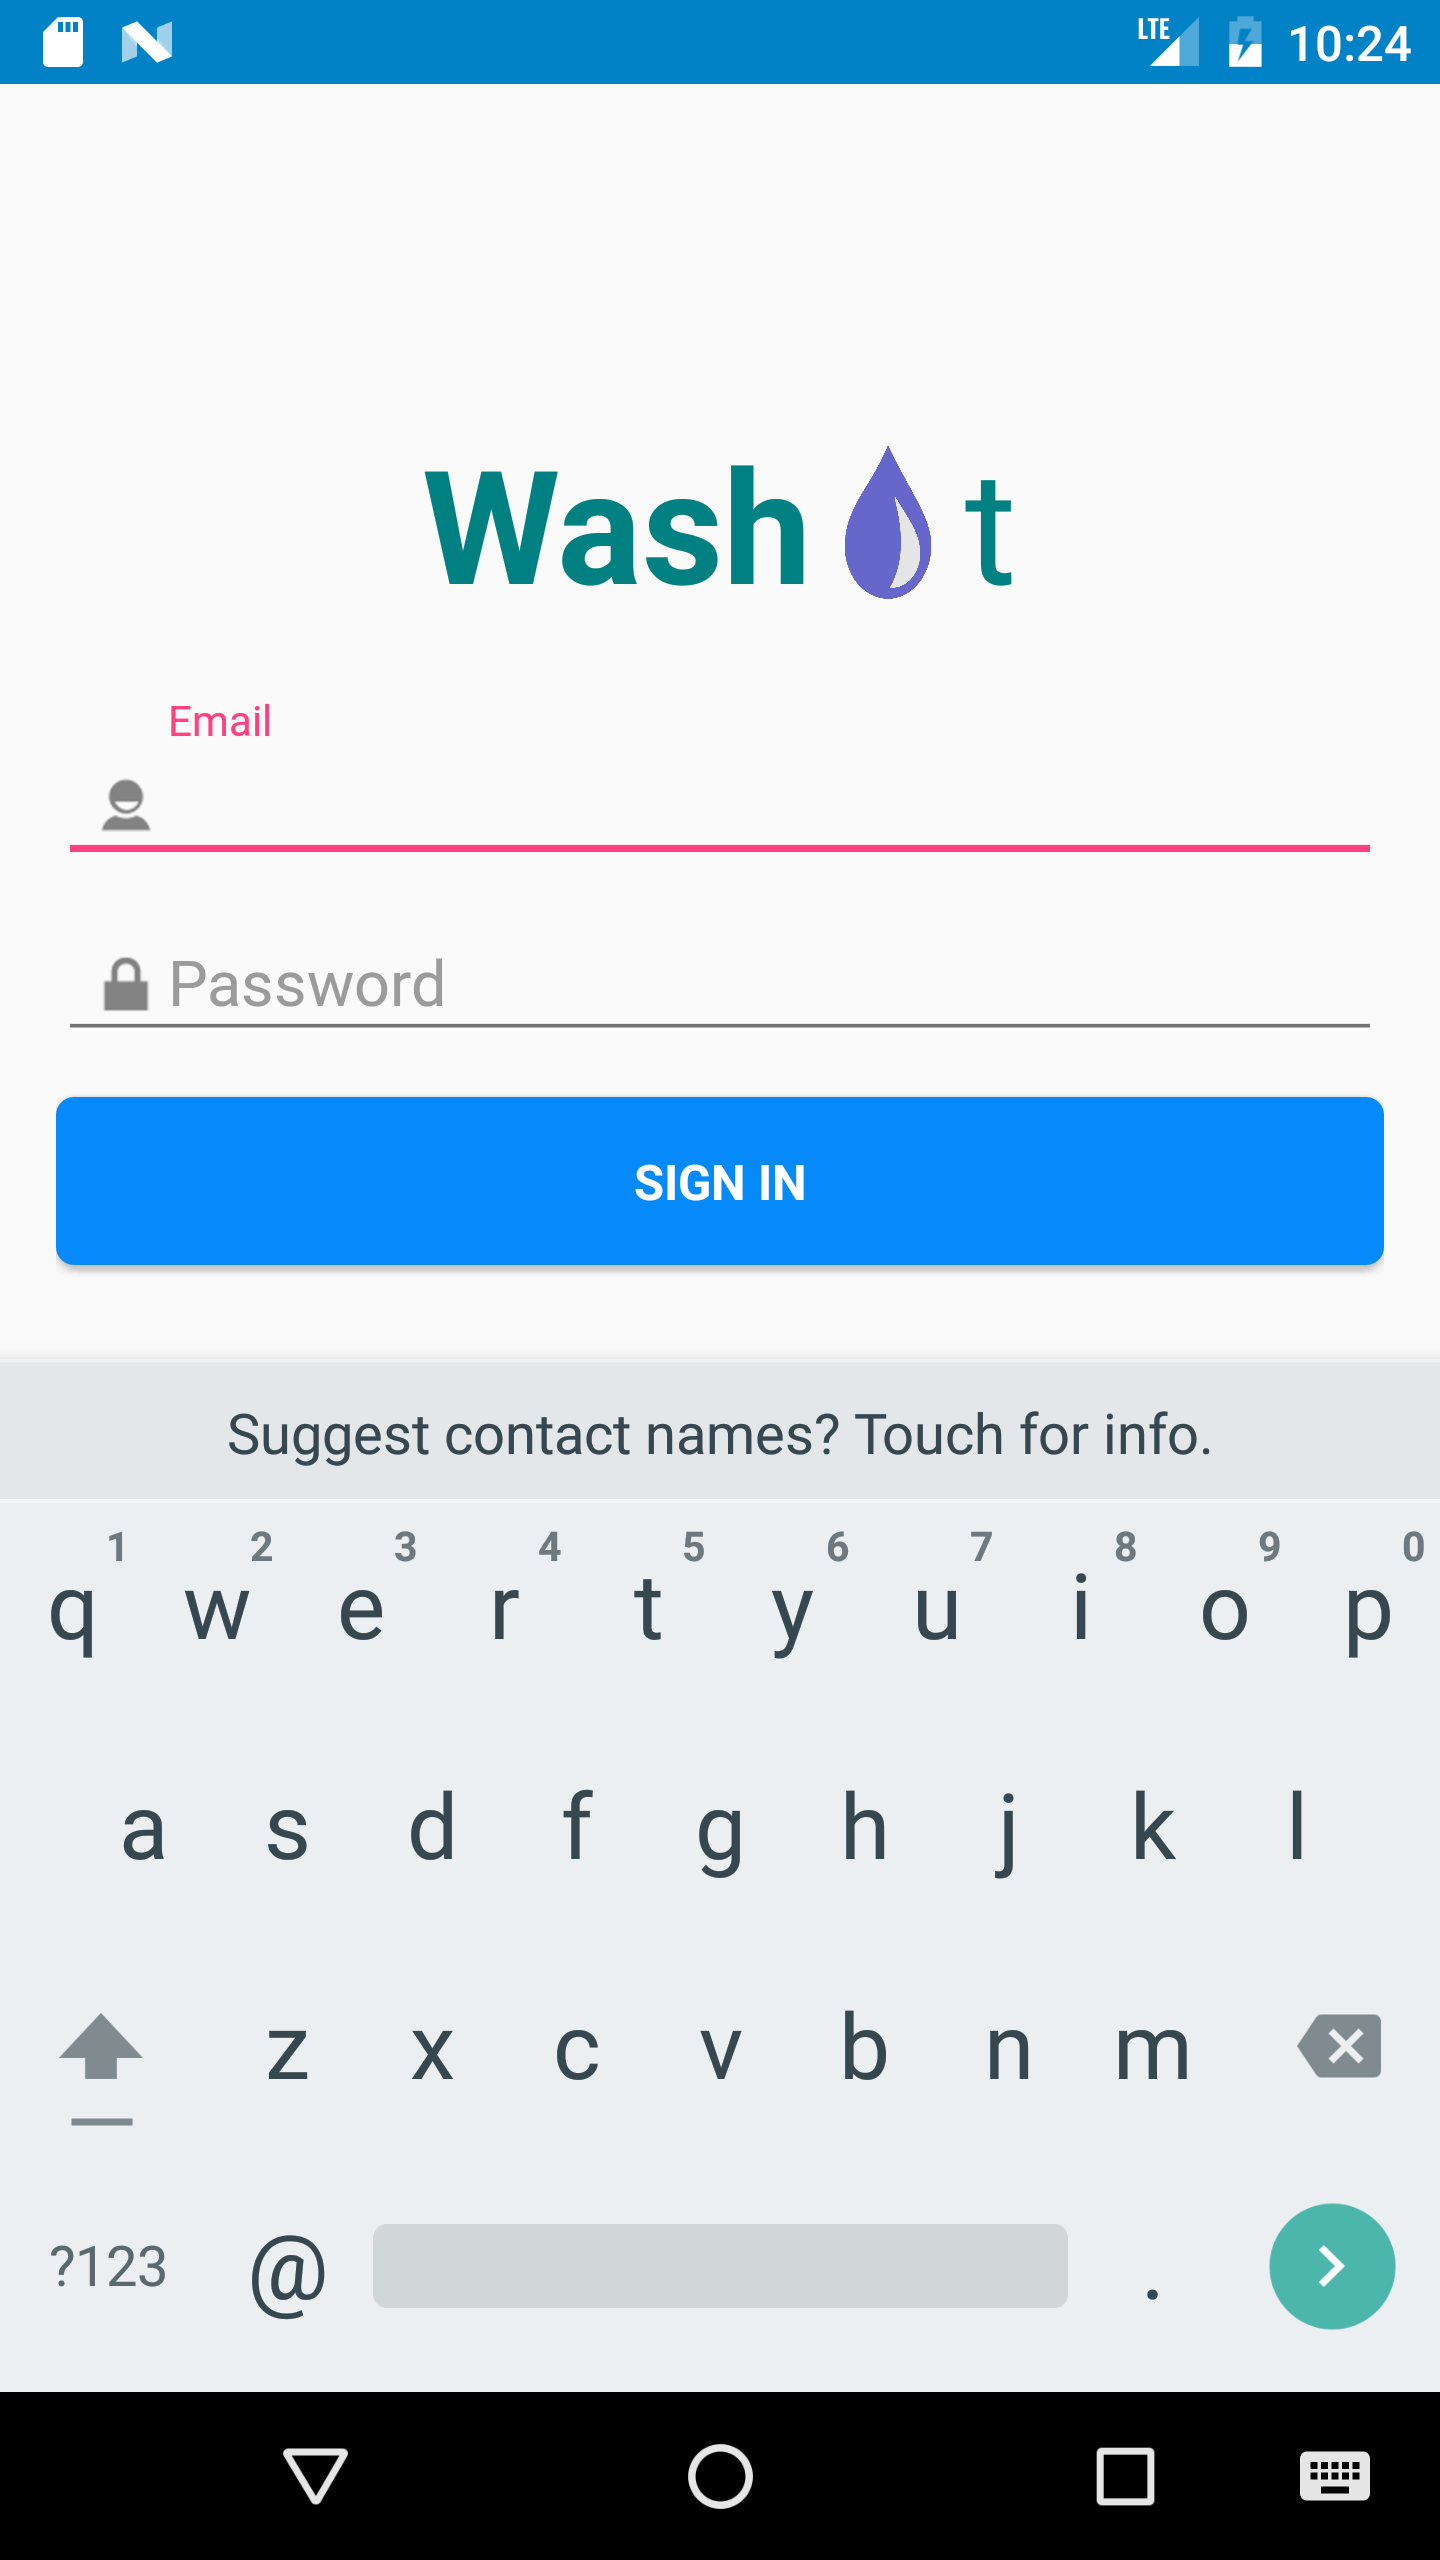 LTE 10:24
Wash t
Email
Password
SIGN IN
Suggest contact names? Touch for info.
1 2 3 4 5 6 7 8 9 0
q w e r t y u i o p
a s d f g h j k l
z x c v b n m
?123 @ .